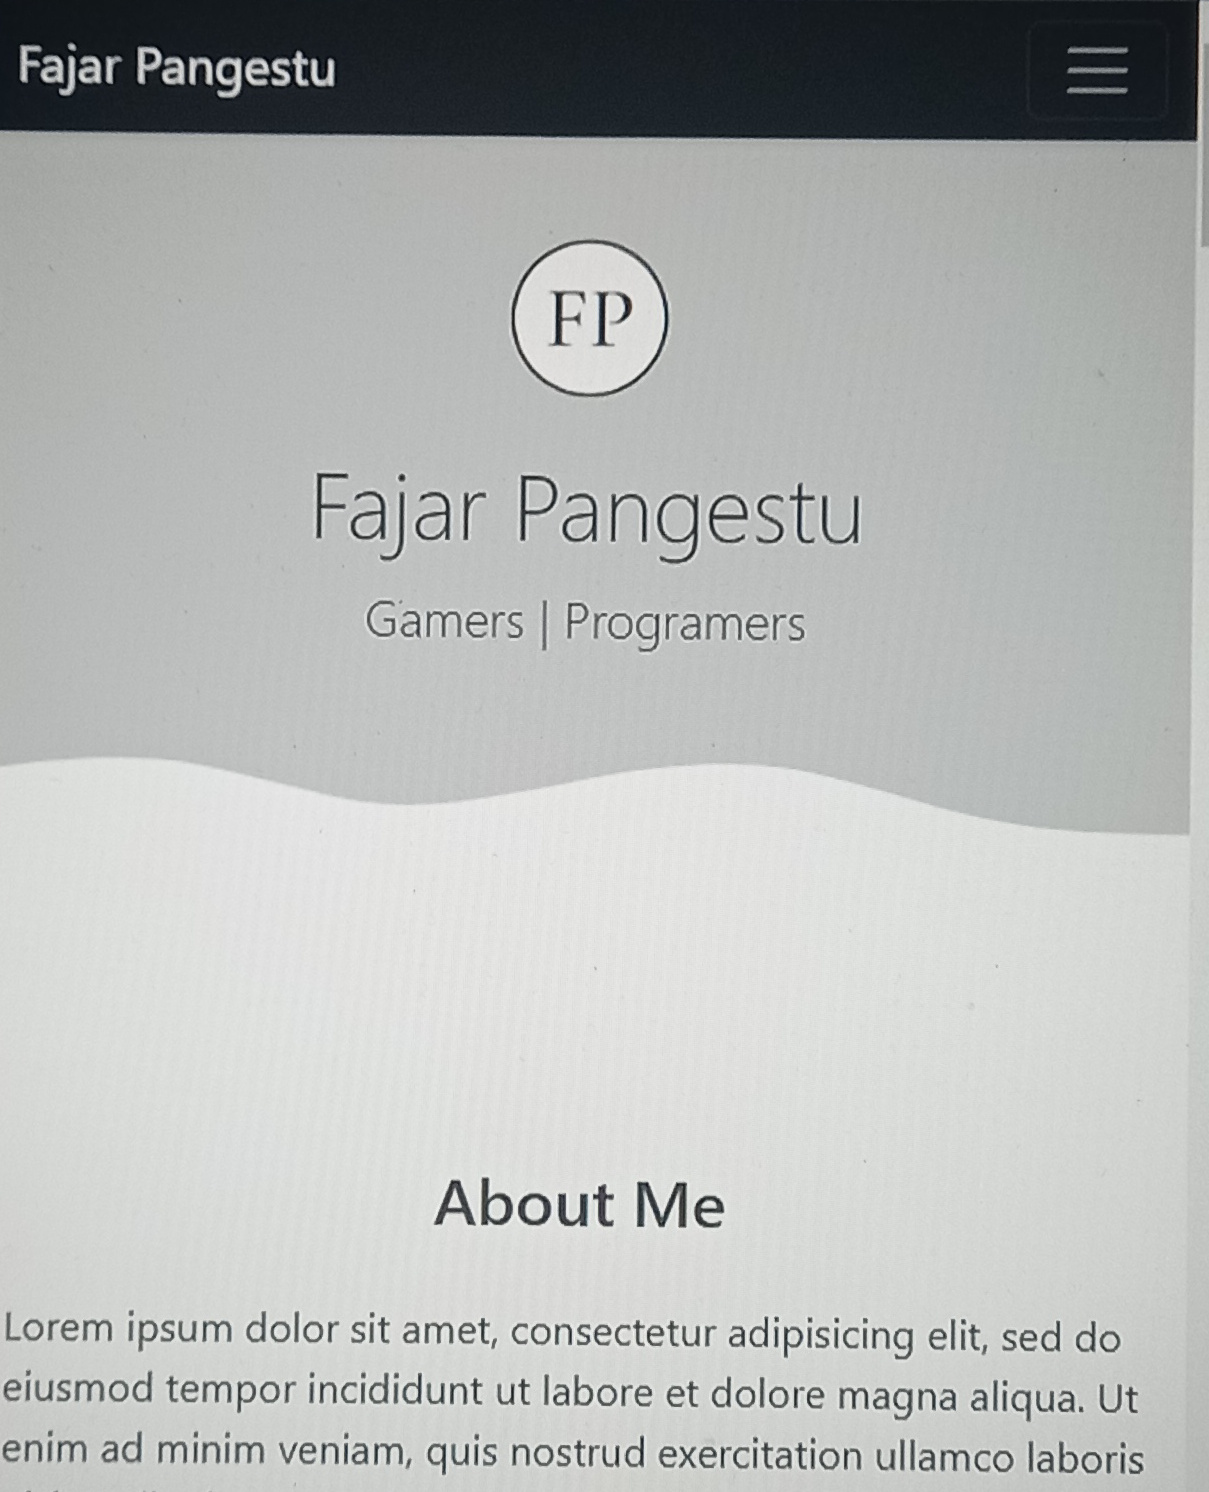 Fajar Pangestu
FP
Fajar Pangestu
Gamers | Programers
About Me
Lorem ipsum dolor sit amet, consectetur adipisicing elit, sed do
eiusmod tempor incididunt ut labore et dolore magna aliqua. Ut
enim ad minim veniam, quis nostrud exercitation ullamco laboris